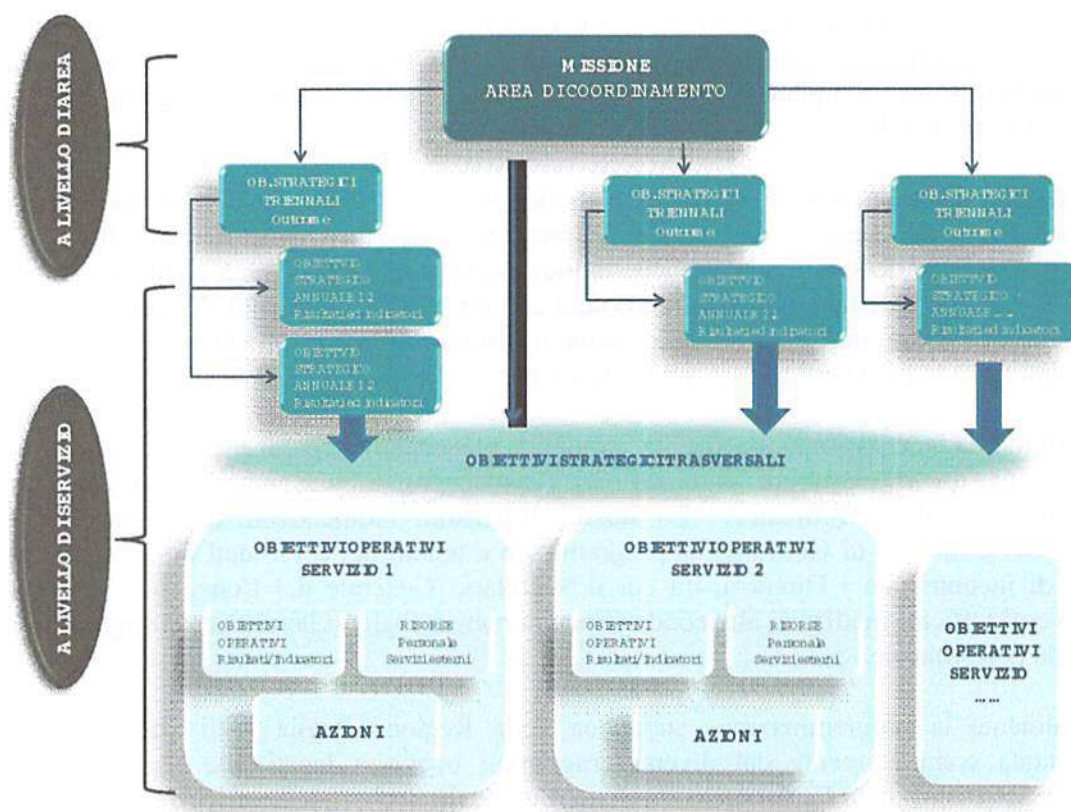 A LIVELLO D'AREA
MISSIONE
AREA DI COORDINAMENTO
OB.STRATEGICI
TRIENNALI
Outcome
OB.STRATEGICI
TRIENNALI
Outcome
OB.STRATEGICI
TRIENNALI
Outcome
OBIETTIVO
STRATEGICO
ANNUALE 1.2
Risultati ed indicatori
OBIETTIVO
STRATEGICO
ANNUALE 1.2
Risultati ed indicatori
OBIETTIVO
STRATEGICO
ANNUALE
Risultati ed indicatori
OBIETTIVO
STRATEGICO
ANNUALE .....
Risultati ed indicatori
A LIVELLO DI SERVIZIO
OBIETTIVI STRATEGICI TRASVERSALI
OBIETTIVI OPERATIVI
SERVIZIO 1
OBIETTIVI
OPERATIVI
Risultati/Indicatori
RISORSE
Personale
Servizi esterni
AZIONI
OBIETTIVI OPERATIVI
SERVIZIO 2
OBIETTIVI
OPERATIVI
Risultati/Indicatori
RISORSE
Personale
Servizi esterni
AZIONI
OBIETTIVI
OPERATIVI
SERVIZIO
......